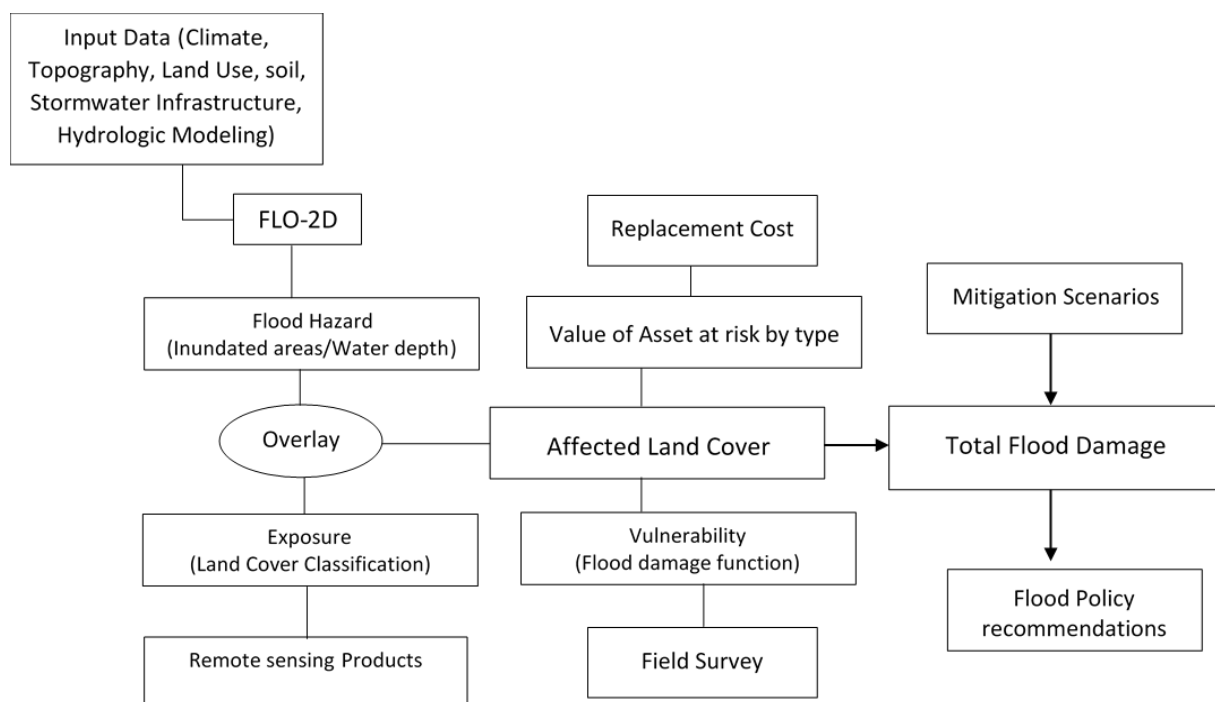 Input Data (Climate,
Topography, Land Use, soil,
Stormwater Infrastructure,
Hydrologic Modeling)
FLO-2D
Flood Hazard
(Inundated areas/Water depth)
Overlay
Exposure
(Land Cover Classification)
Remote sensing Products
Replacement Cost
Value of Asset at risk by type
Affected Land Cover
Vulnerability
(Flood damage function)
Field Survey
Mitigation Scenarios
Total Flood Damage
Flood Policy
recommendations